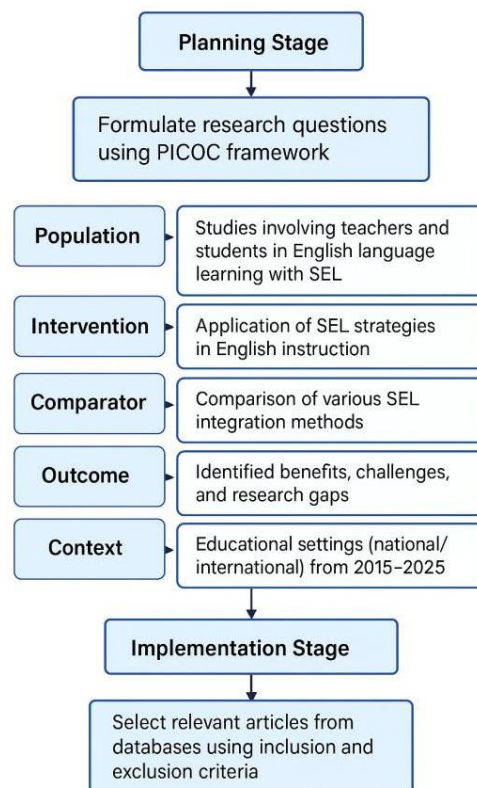 Planning Stage
Formulate research questions
using PICOC framework
Population
Studies involving teachers and
students in English language
learning with SEL
Intervention
Application of SEL strategies
in English instruction
Comparator
Comparison of various SEL
integration methods
Outcome
Identified benefits, challenges,
and research gaps
Context
Educational settings (national/
international) from 2015–2025
Implementation Stage
Select relevant articles from
databases using inclusion and
exclusion criteria